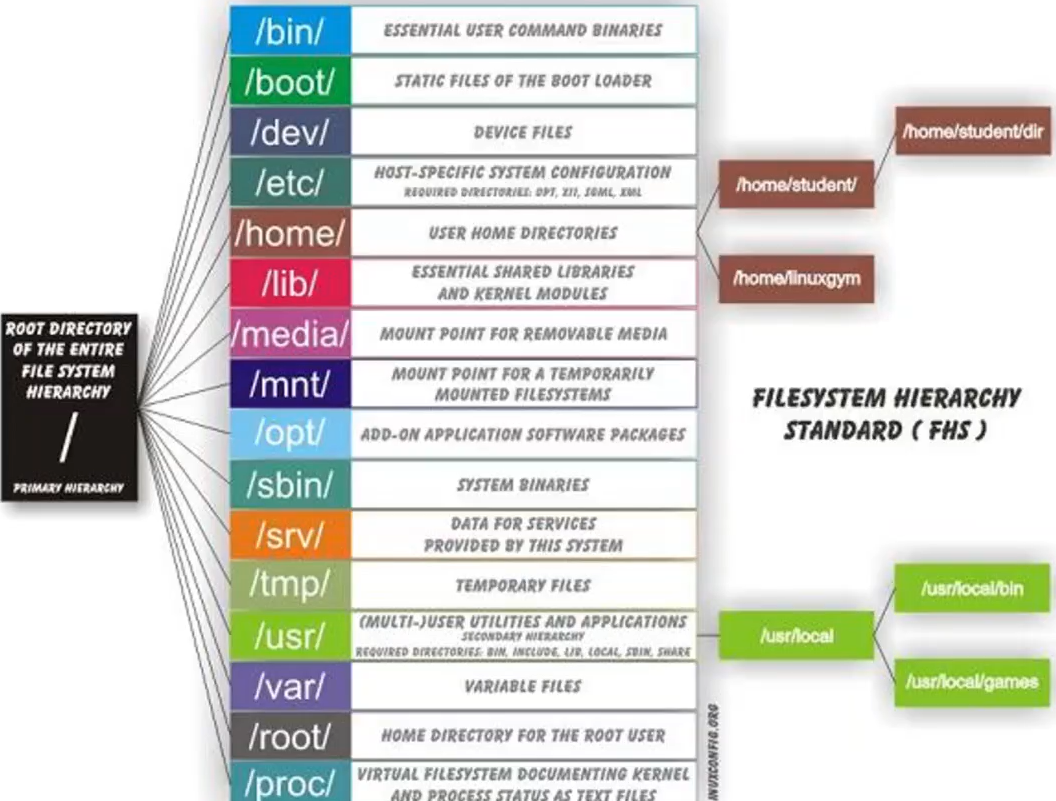 /bin/
ESSENTIAL USER COMMAND BINARIES
/boot/
STATIC FILES OF THE BOOT LOADER
/dev/
DEVICE FILES
/etc/
HOST-SPECIFIC SYSTEM CONFIGURATION
REQUIRED DIRECTORIES: OPT, X11, SGML, XML
/home/
USER HOME DIRECTORIES
/home/student/
/home/student/dir
/home/linuxgym
/lib/
ESSENTIAL SHARED LIBRARIES
AND KERNEL MODULES
/media/
MOUNT POINT FOR REMOVABLE MEDIA
/mnt/
MOUNT POINT FOR A TEMPORARILY
MOUNTED FILESYSTEMS
/opt/
ADD-ON APPLICATION SOFTWARE PACKAGES
/sbin/
SYSTEM BINARIES
/srv/
DATA FOR SERVICES
PROVIDED BY THIS SYSTEM
/tmp/
TEMPORARY FILES
/usr/
(MULTI-)USER UTILITIES AND APPLICATIONS
SECONDARY HIERARCHY
REQUIRED DIRECTORIES: BIN, INCLUDE, LIB, LOCAL, SBIN, SHARE
/usr/local
/usr/local/bin
/usr/local/games
/var/
VARIABLE FILES
/root/
HOME DIRECTORY FOR THE ROOT USER
/proc/
VIRTUAL FILESYSTEM DOCUMENTING KERNEL
AND PROCESS STATUS AS TEXT FILES
ROOT DIRECTORY
OF THE ENTIRE
FILE SYSTEM
HIERARCHY
/
PRIMARY HIERARCHY
FILESYSTEM HIERARCHY
STANDARD ( FHS )
INUXCONFIG.ORG